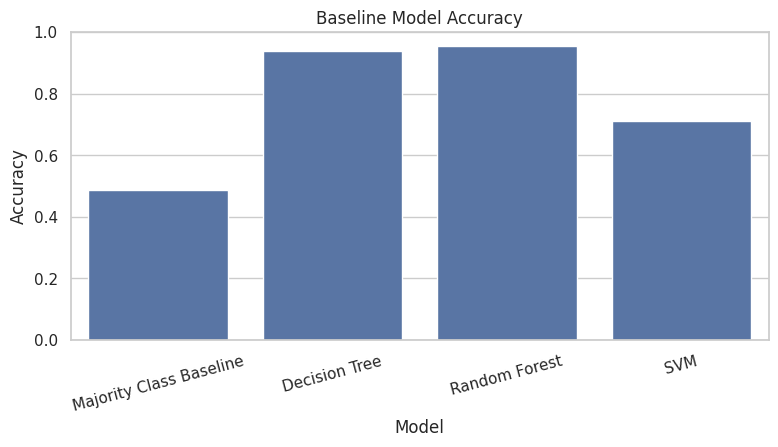 Baseline Model Accuracy
1.0
0.8
0.6
0.4
0.2
0.0
Accuracy
Majority Class Baseline
Decision Tree
Random Forest
SVM
Model